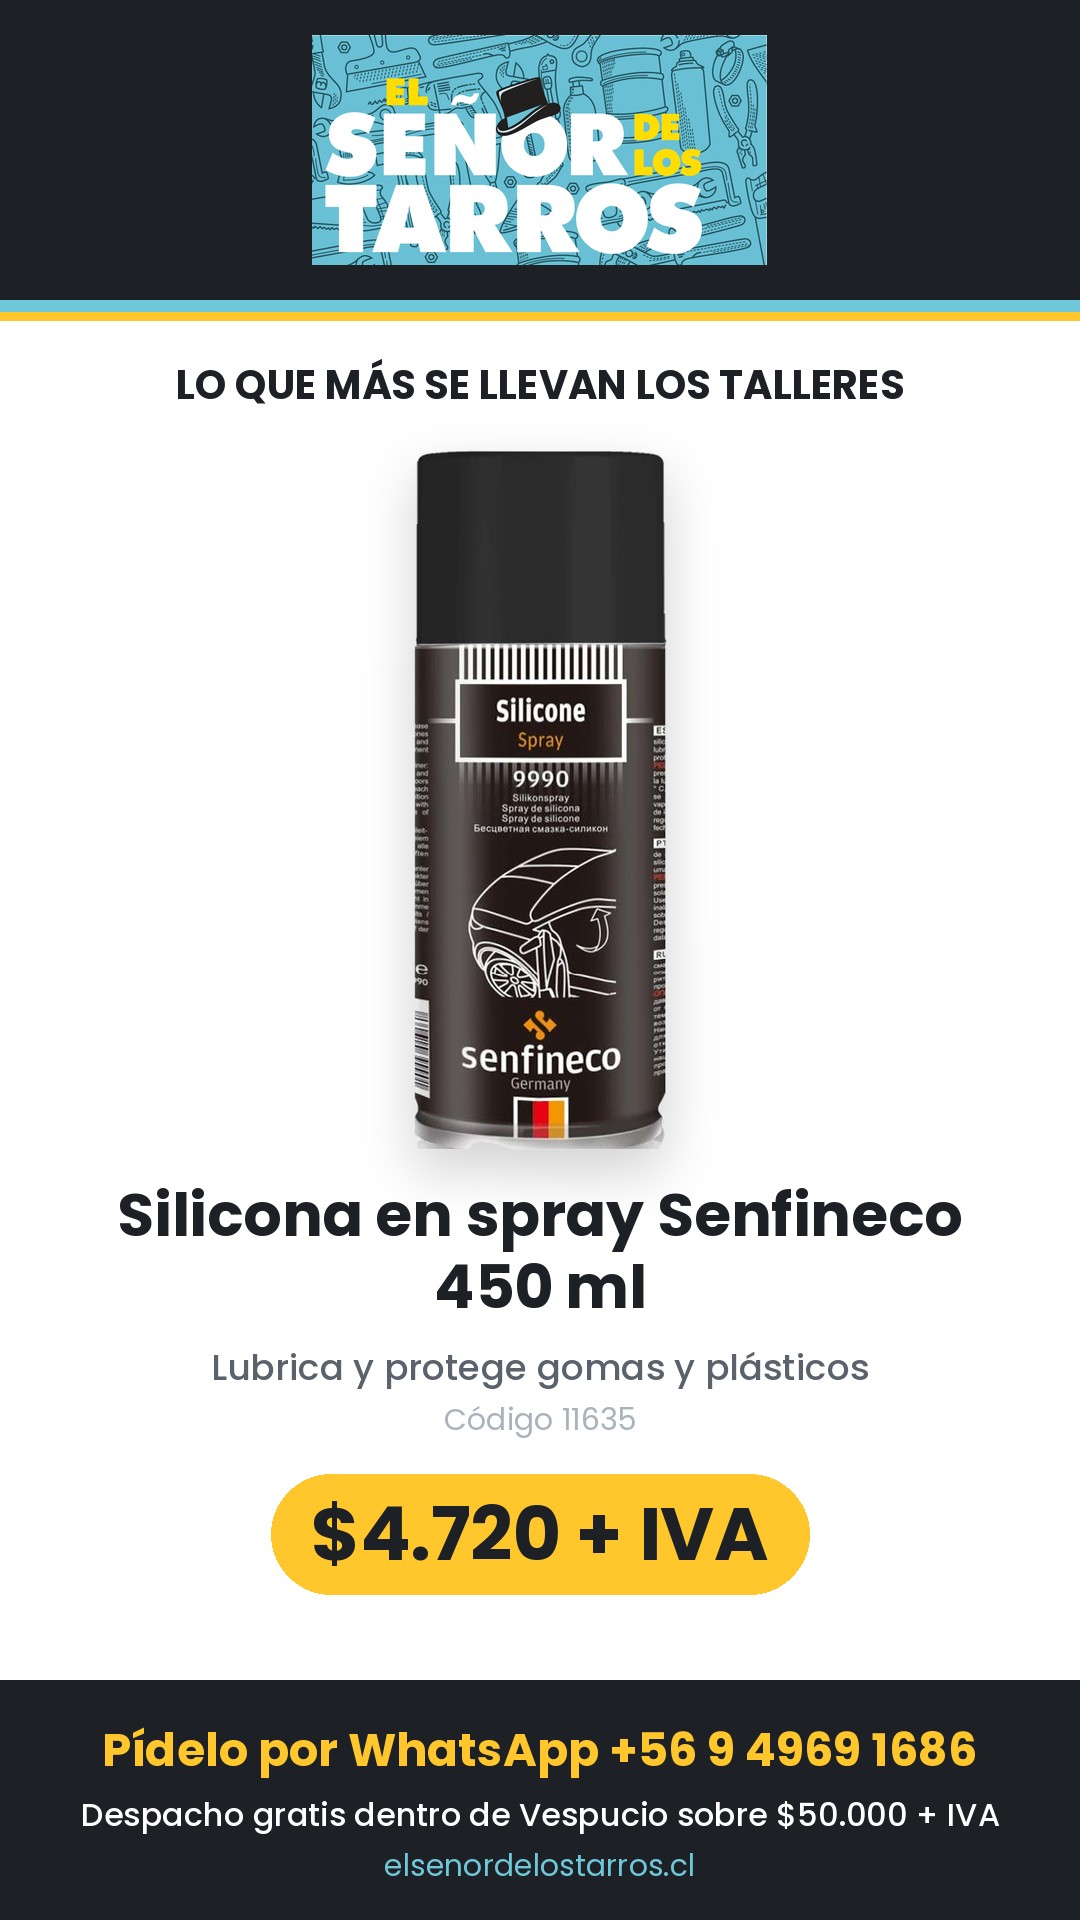 EL
SEÑOR DE LOS
TARROS
LO QUE MÁS SE LLEVAN LOS TALLERES
Silicone
Spray
9990
Silikonspray
Spray de silicona
Spray de silicone
Бесцветная смазка-силикон
senfineco
Germany
Silicona en spray Senfineco
450 ml
Lubrica y protege gomas y plásticos
Código 11635
$4.720 + IVA
Pídelo por WhatsApp +56 9 4969 1686
Despacho gratis dentro de Vespucio sobre $50.000 + IVA
elsenordelostarros.cl